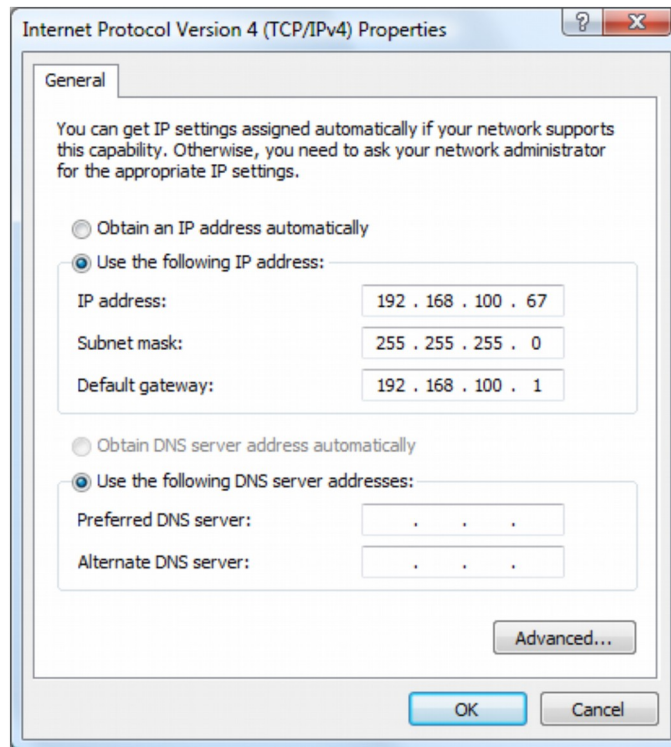 Internet Protocol Version 4 (TCP/IPv4) Properties
General
You can get IP settings assigned automatically if your network supports
this capability. Otherwise, you need to ask your network administrator
for the appropriate IP settings.
Obtain an IP address automatically
Use the following IP address:
IP address: 192 . 168 . 100 . 67
Subnet mask: 255 . 255 . 255 . 0
Default gateway: 192 . 168 . 100 . 1
Obtain DNS server address automatically
Use the following DNS server addresses:
Preferred DNS server: . . .
Alternate DNS server: . . .
Advanced...
OK Cancel